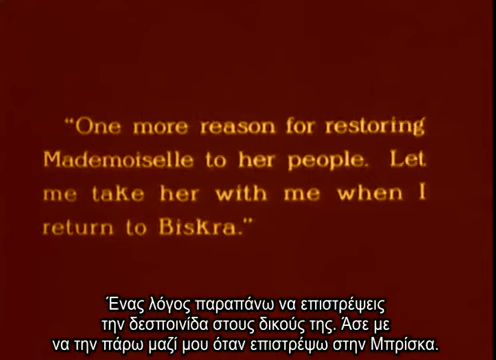 "One more reason for restoring
Mademoiselle to her people. Let
me take her with me when I
return to Biskra."
Ένας λόγος παραπάνω να επιστρέψεις
την δεσποινίδα στους δικούς της. Άσε με
να την πάρω μαζί μου όταν επιστρέψω στην Μπρίσκα.